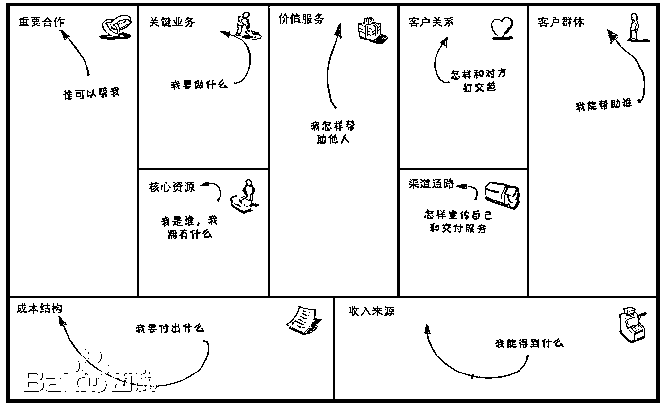 重要合作
谁可以帮我
关键业务
我要做什么
价值服务
我怎样帮
助他人
客户关系
怎样和对方
打交道
客户群体
我能帮助谁
核心资源
我是谁，我
拥有什么
渠道通路
怎样宣传自己
和交付服务
成本结构
我要付出什么
收入来源
我能得到什么
Baidu百科